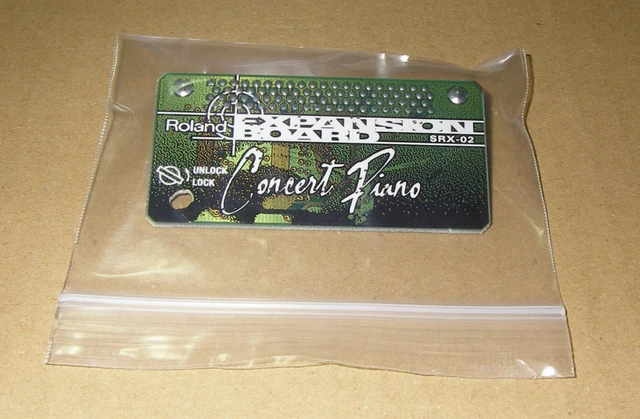 Roland EXPANSION
BOARD SRX-02
UNLOCK
LOCK
Concert Piano